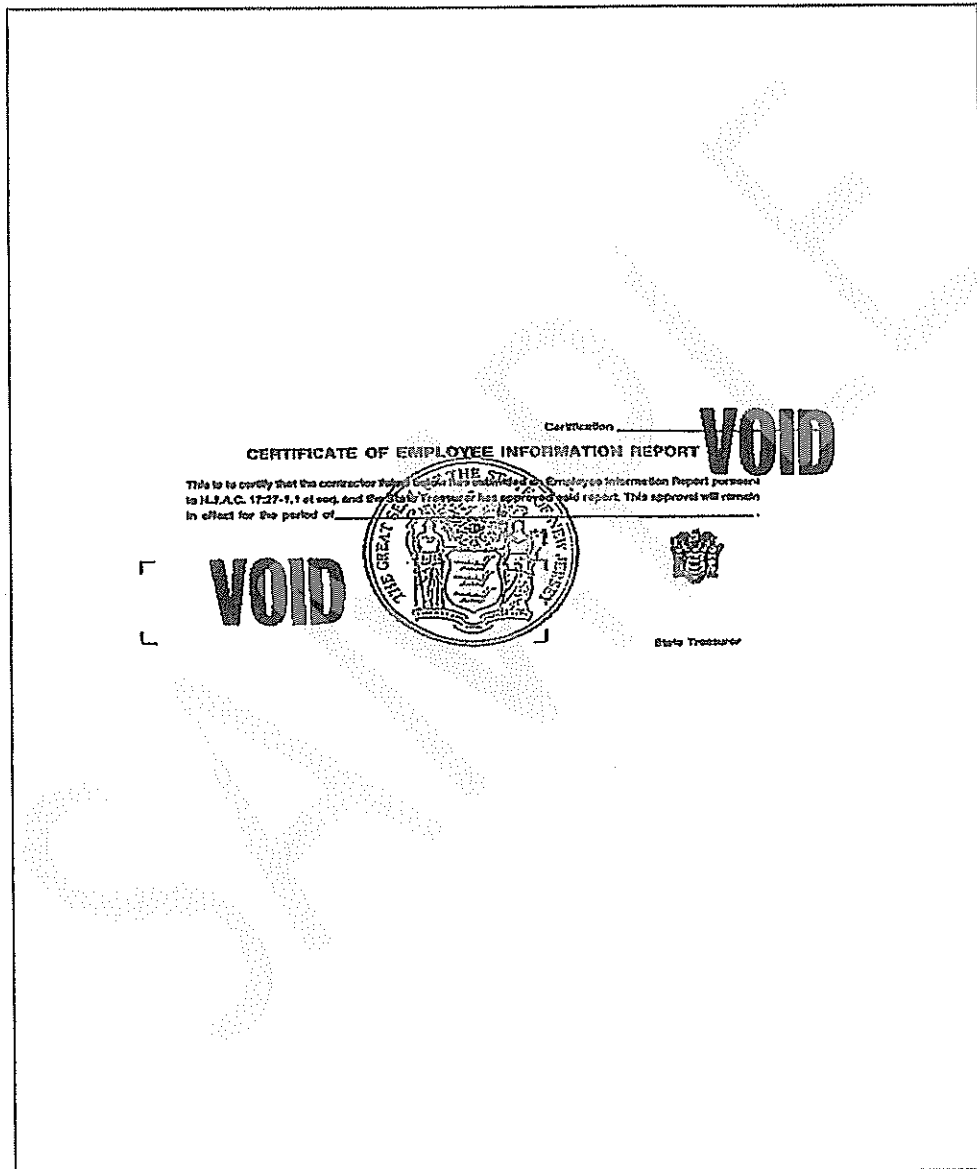 Certification
VOID
CERTIFICATE OF EMPLOYEE INFORMATION REPORT
This is to certify that the contractor listed below has submitted an Employee Information Report pursuant
to N.J.A.C. 17:27-1.1 et seq. and the State Treasurer has approved said report. This approval will remain
in effect for the period of
THE GREAT SEAL OF THE STATE OF NEW JERSEY
VOID
State Treasurer
SAMPLE